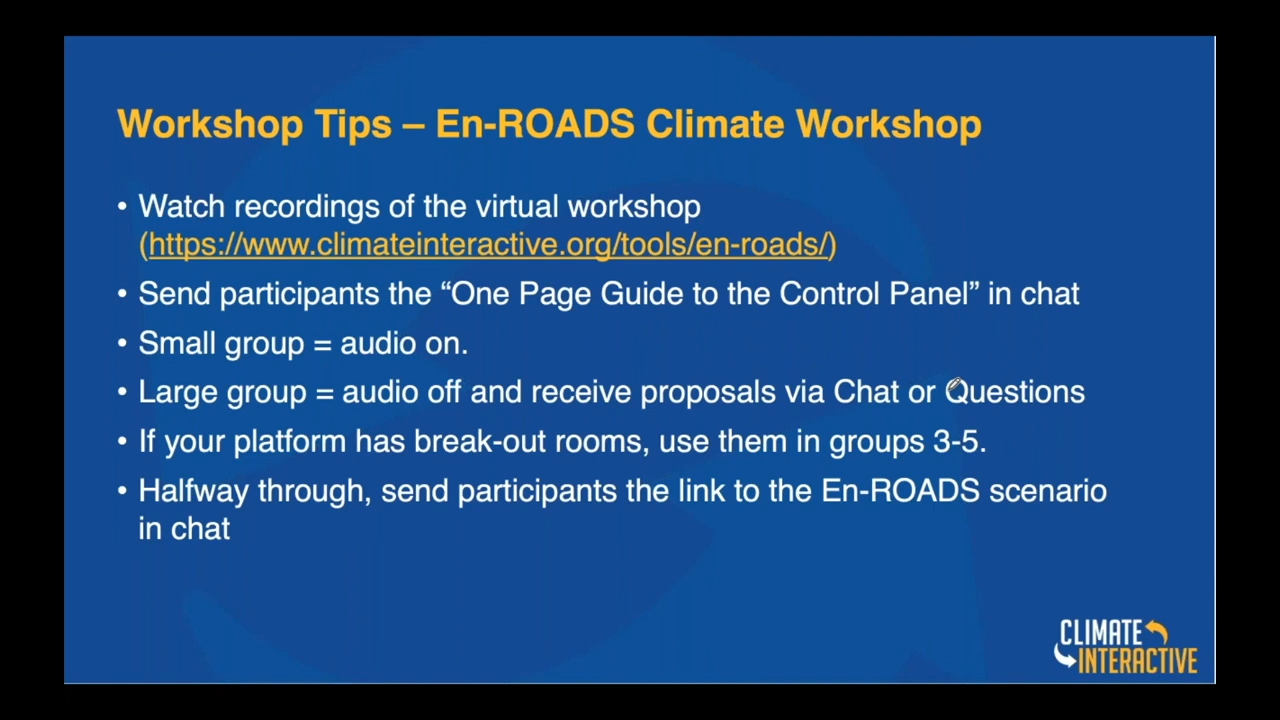 Workshop Tips – En-ROADS Climate Workshop
• Watch recordings of the virtual workshop
(https://www.climateinteractive.org/tools/en-roads/)
• Send participants the “One Page Guide to the Control Panel” in chat
• Small group = audio on.
• Large group = audio off and receive proposals via Chat or Questions
• If your platform has break-out rooms, use them in groups 3-5.
• Halfway through, send participants the link to the En-ROADS scenario
in chat
CLIMATE
INTERACTIVE